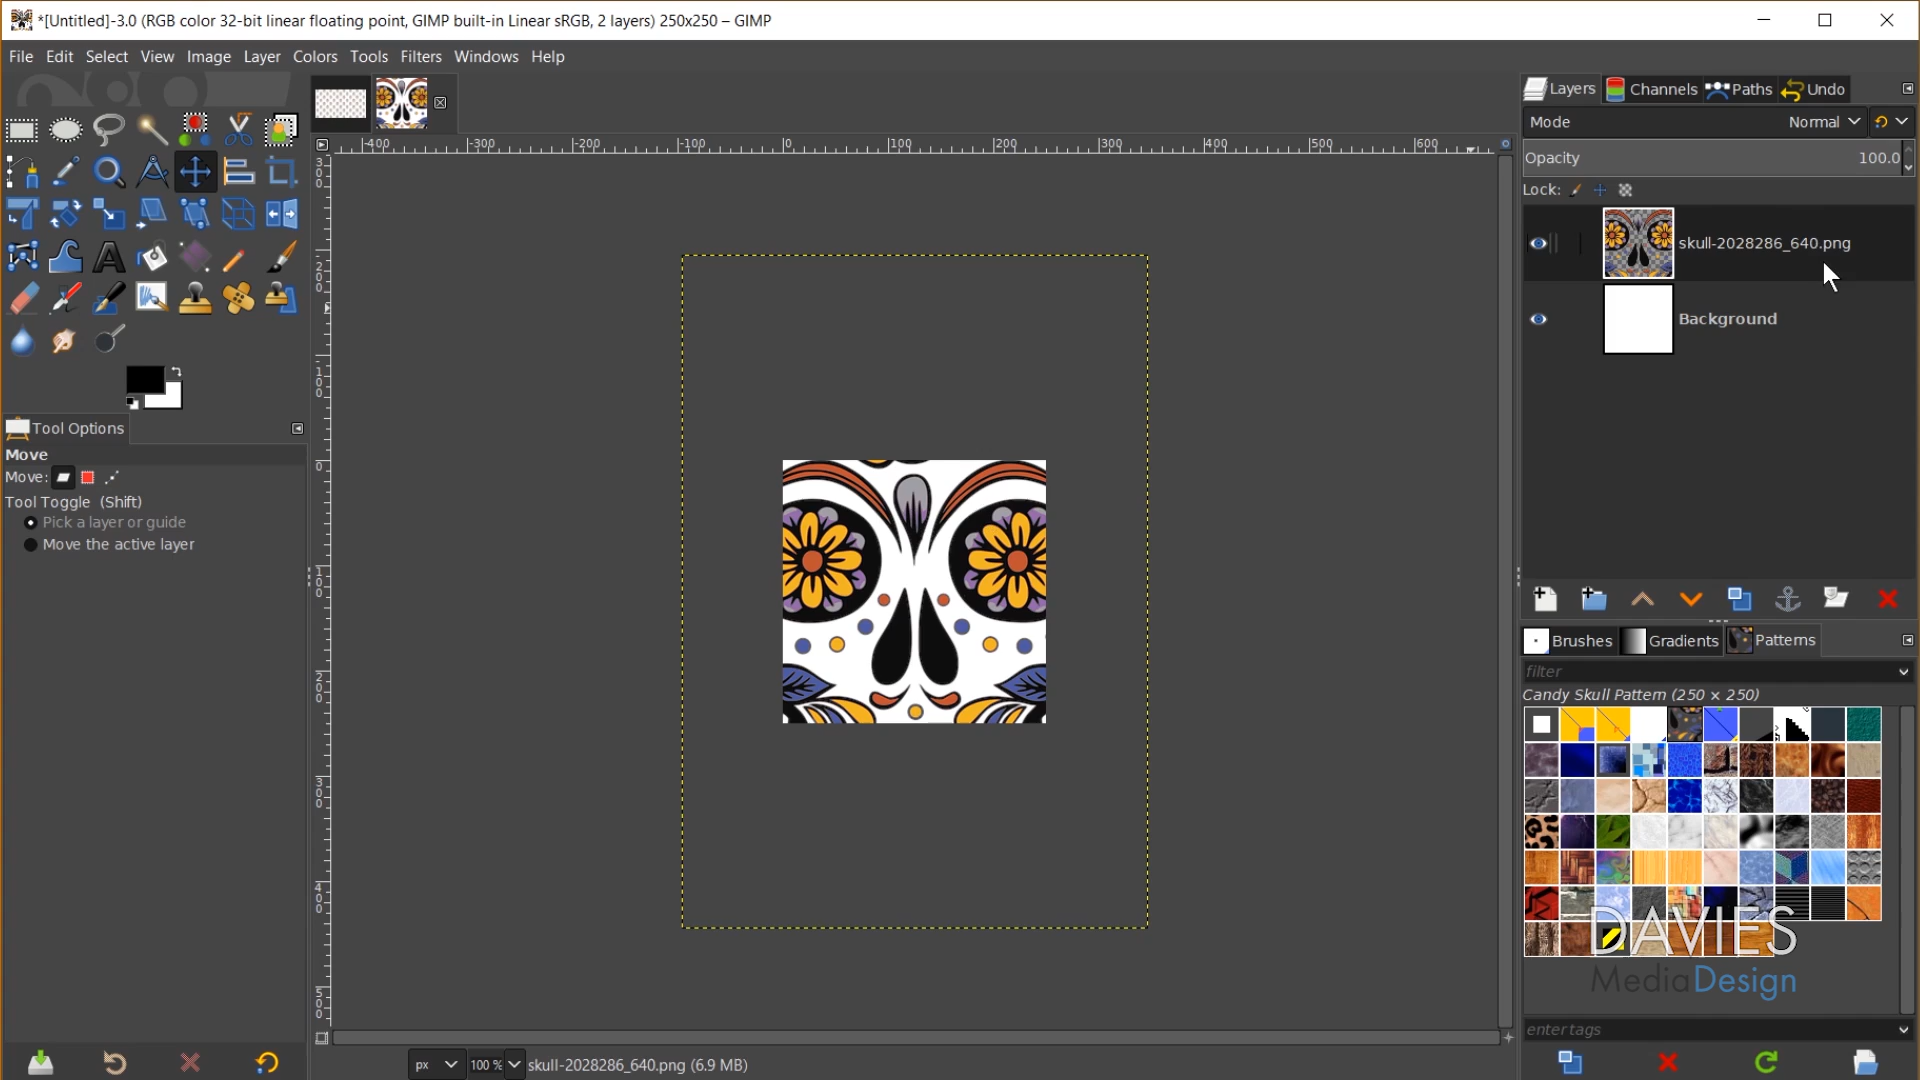 *[Untitled]-3.0 (RGB color 32-bit linear floating point, GIMP built-in Linear sRGB, 2 layers) 250x250 – GIMP
File Edit Select View Image Layer Colors Tools Filters Windows Help
Layers Channels Paths Undo
Mode Normal
Opacity 100.0
Lock:
-400 -300 -200 -100 0 100 200 300 400 500 600
skull-2028286_640.png
Background
Tool Options
Move
Move:
Tool Toggle (Shift)
Pick a layer or guide
Move the active layer
Brushes Gradients Patterns
filter
Candy Skull Pattern (250 × 250)
DAVIES
MediaDesign
enter tags
px 100 % skull-2028286_640.png (6.9 MB)